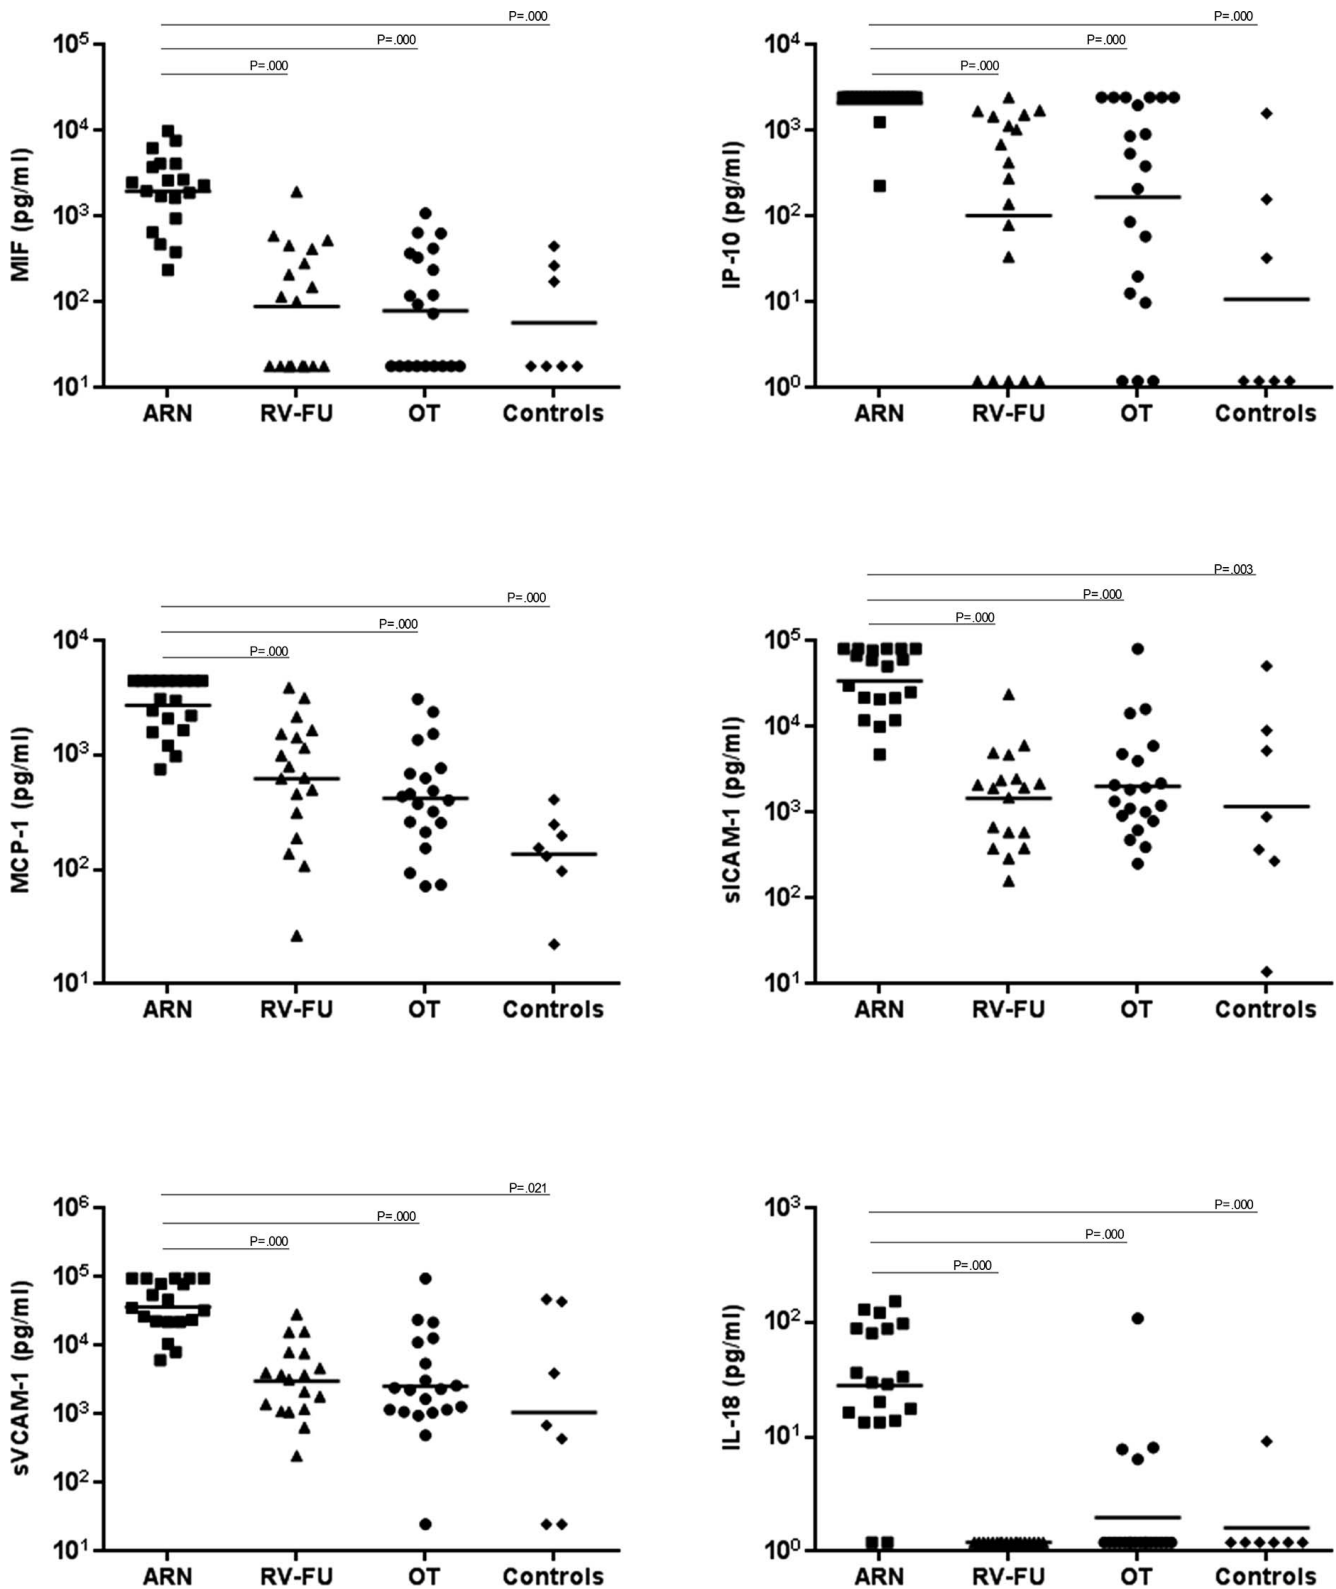 P=.000
P=.000
P=.000
MIF (pg/ml)
10⁵
10⁴
10³
10²
10¹
ARN RV-FU OT Controls
P=.000
P=.000
P=.000
IP-10 (pg/ml)
10⁴
10³
10²
10¹
10⁰
ARN RV-FU OT Controls
P=.000
P=.000
P=.000
MCP-1 (pg/ml)
10⁴
10³
10²
10¹
ARN RV-FU OT Controls
P=.003
P=.000
P=.000
sICAM-1 (pg/ml)
10⁵
10⁴
10³
10²
10¹
ARN RV-FU OT Controls
P=.021
P=.000
P=.000
sVCAM-1 (pg/ml)
10⁶
10⁵
10⁴
10³
10²
10¹
ARN RV-FU OT Controls
P=.000
P=.000
P=.000
IL-18 (pg/ml)
10³
10²
10¹
10⁰
ARN RV-FU OT Controls